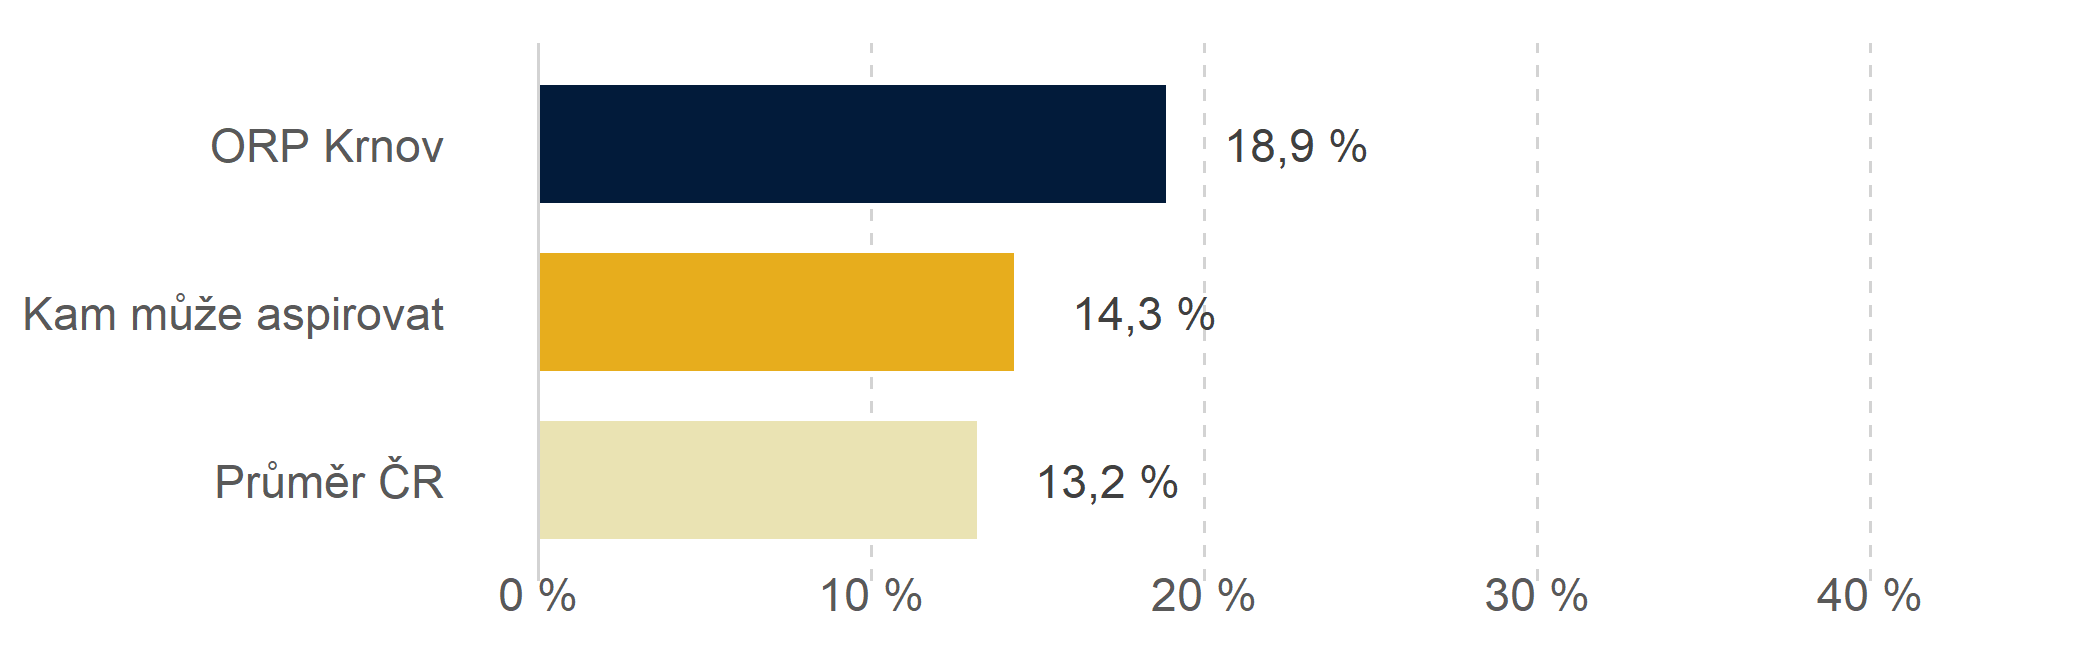 ORP Krnov
18,9 %
Kam může aspirovat
14,3 %
Průměr ČR
13,2 %
0 %
10 %
20 %
30 %
40 %